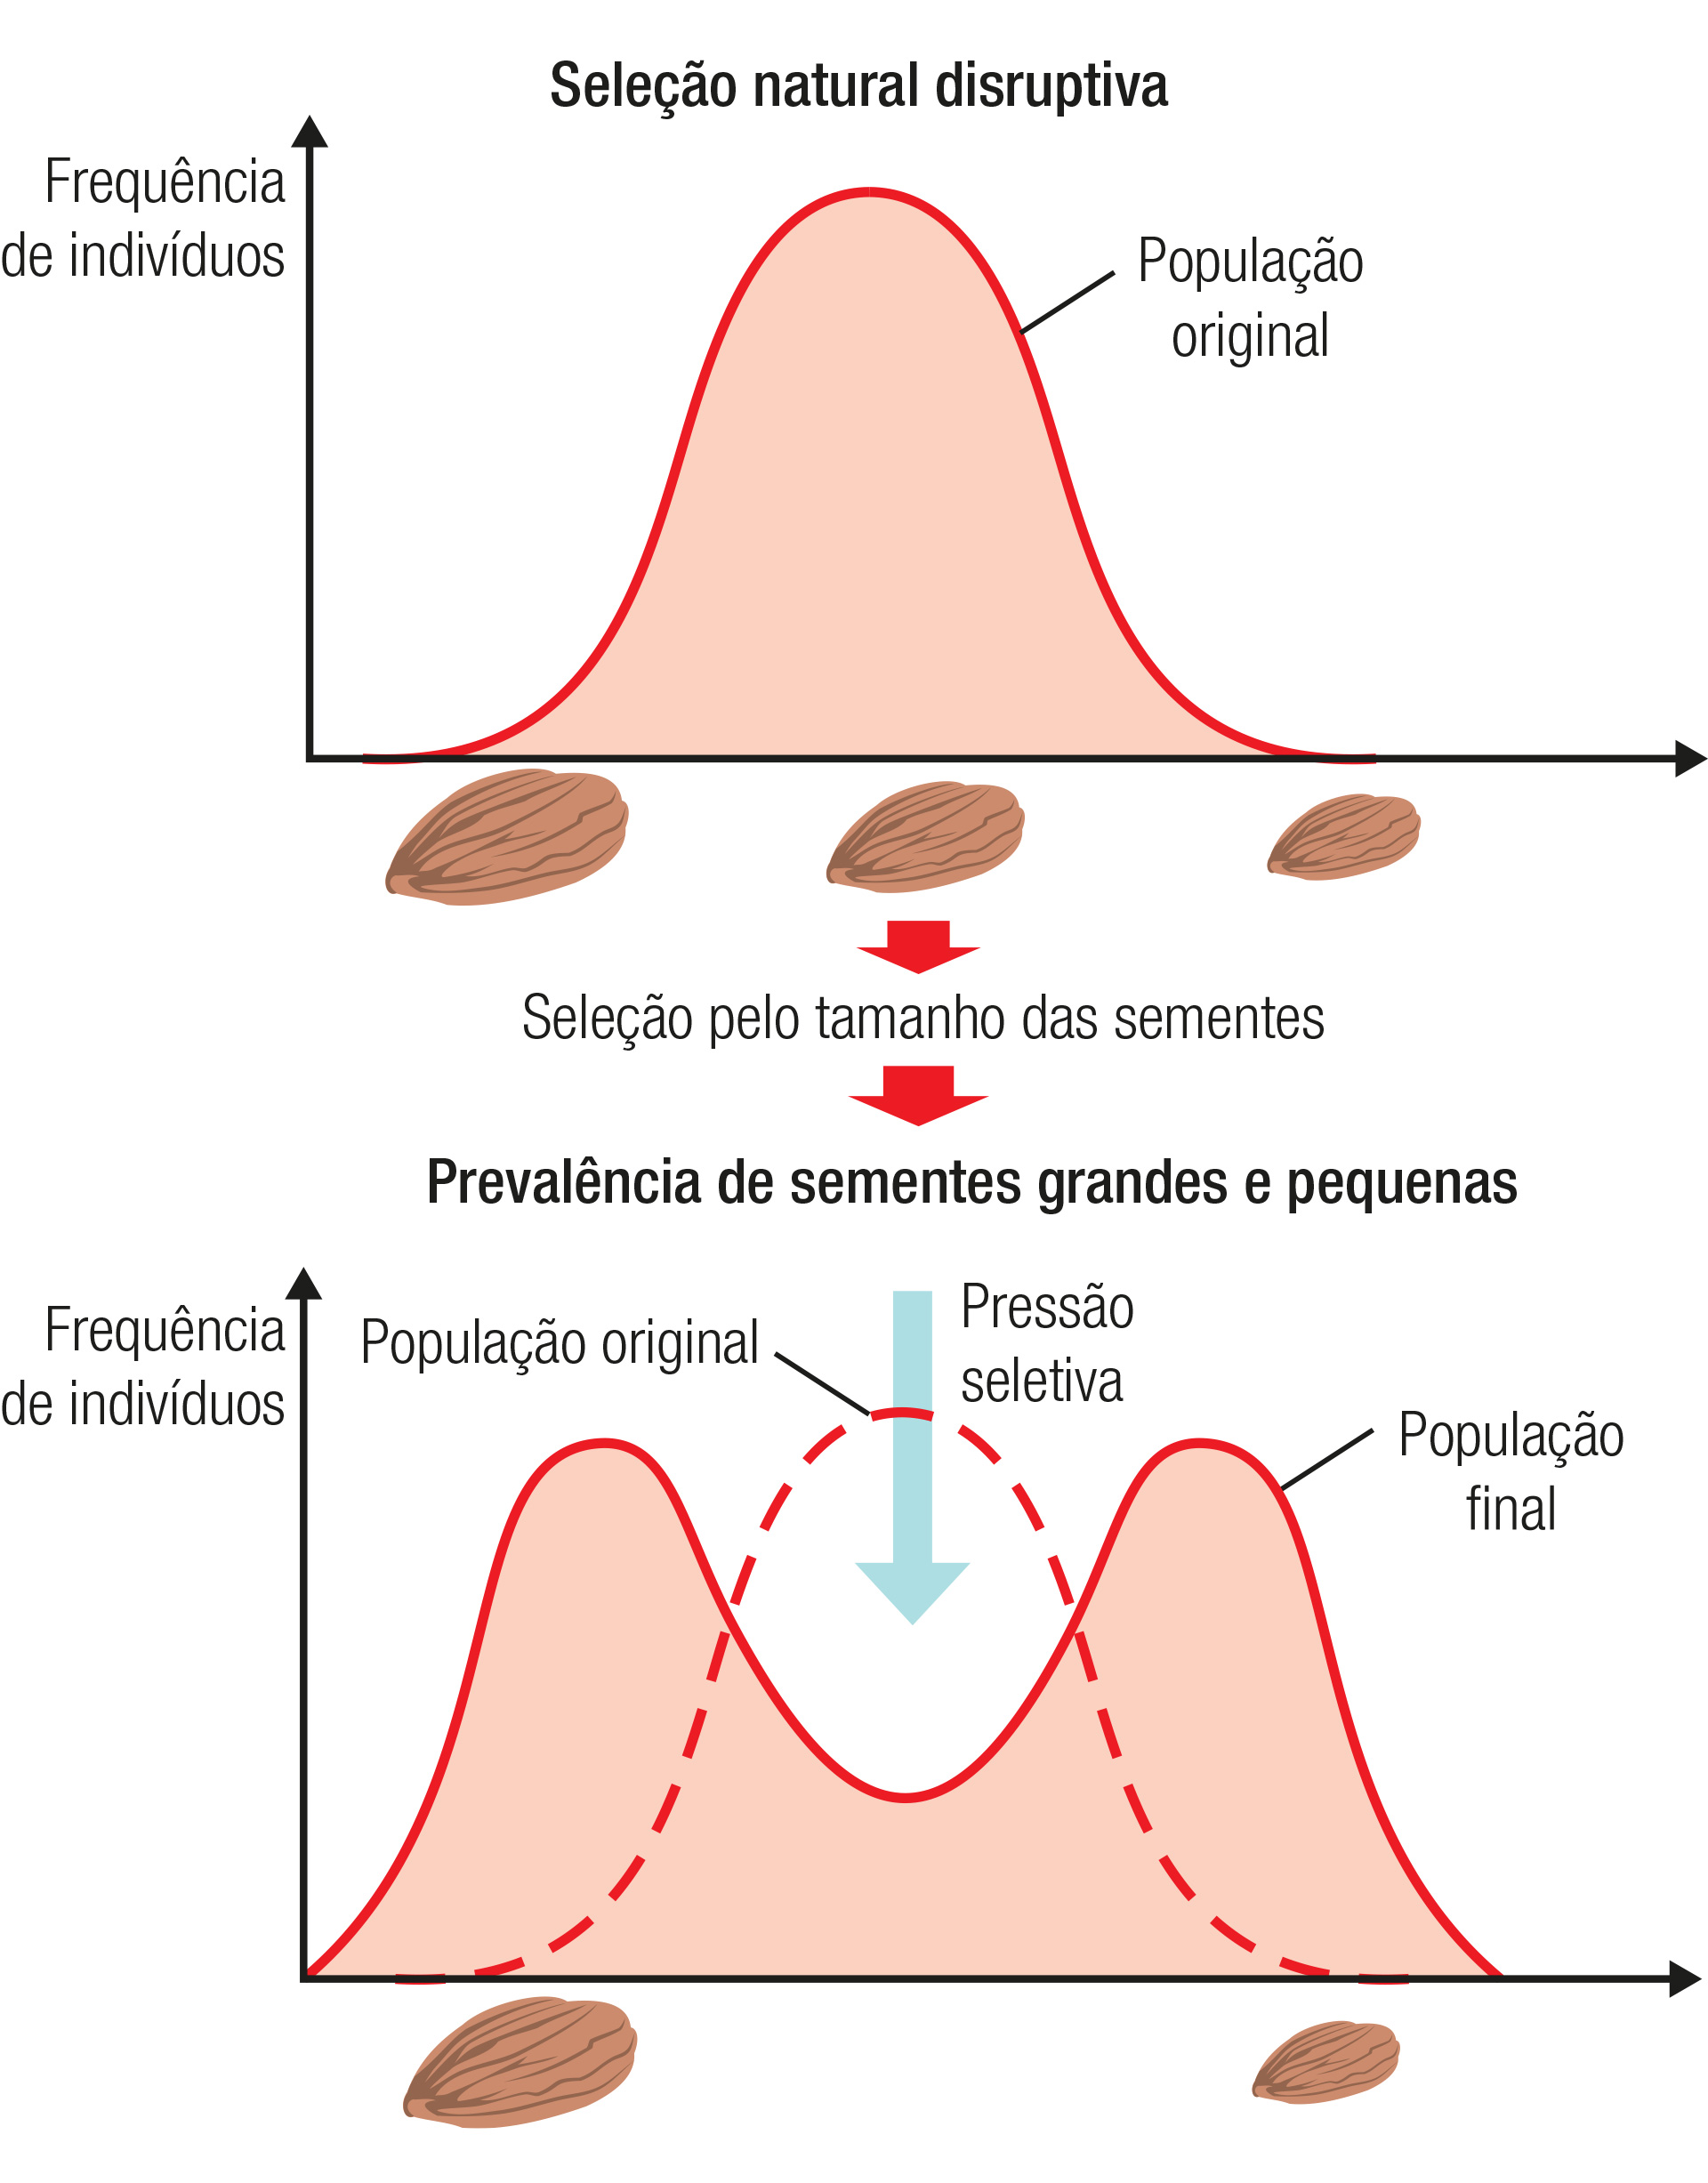 Seleção natural disruptiva
Frequência
de indivíduos
População
original
Seleção pelo tamanho das sementes
Prevalência de sementes grandes e pequenas
Frequência
de indivíduos
População original
Pressão
seletiva
População
final